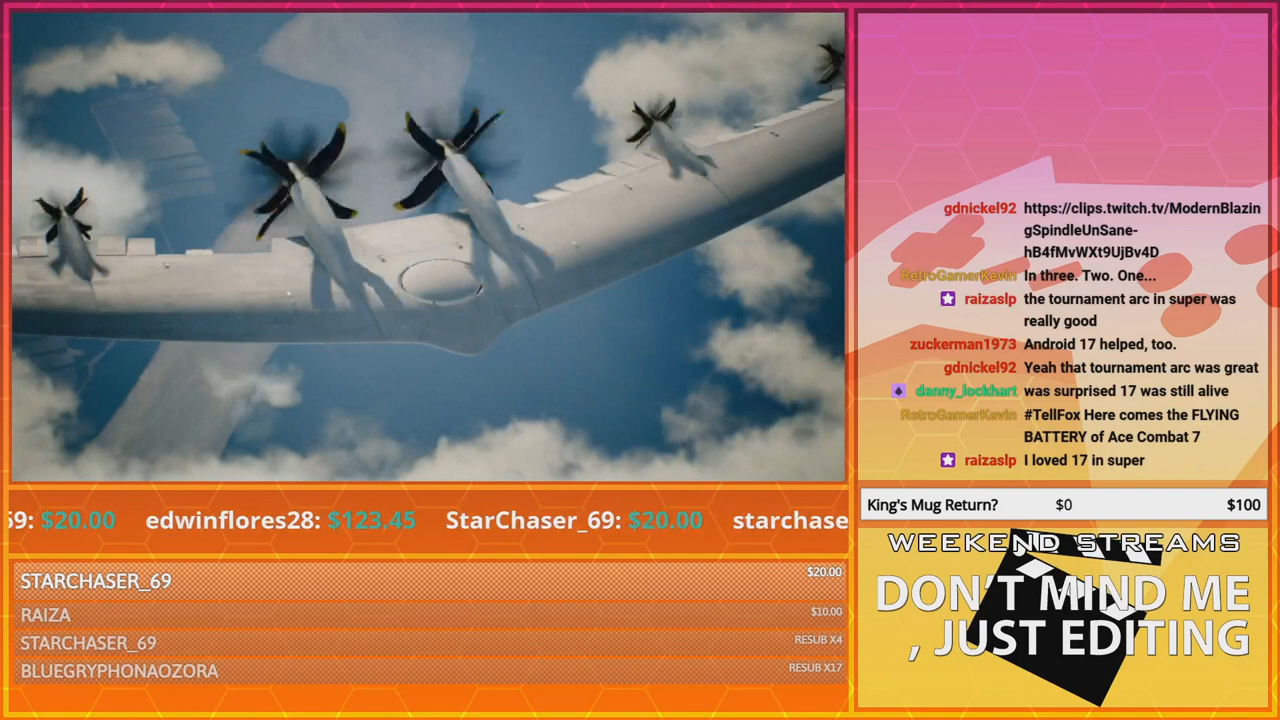 gdnickel92 https://clips.twitch.tv/ModernBlazin
gSpindleUnSane-
hB4fMvWXt9UjBv4D
RetroGamerKevin In three. Two. One...
raizaslp the tournament arc in super was
really good
zuckerman1973 Android 17 helped, too.
gdnickel92 Yeah that tournament arc was great
danny_lockhart was surprised 17 was still alive
RetroGamerKevin #TellFox Here comes the FLYING
BATTERY of Ace Combat 7
raizaslp I loved 17 in super
King's Mug Return? $0 $100
WEEKEND STREAMS
DON'T MIND ME
, JUST EDITING
69: $20.00 edwinflores28: $123.45 StarChaser_69: $20.00 starchase
STARCHASER_69 $20.00
RAIZA $10.00
STARCHASER_69 RESUB X4
BLUEGRYPHONAOZORA RESUB X17